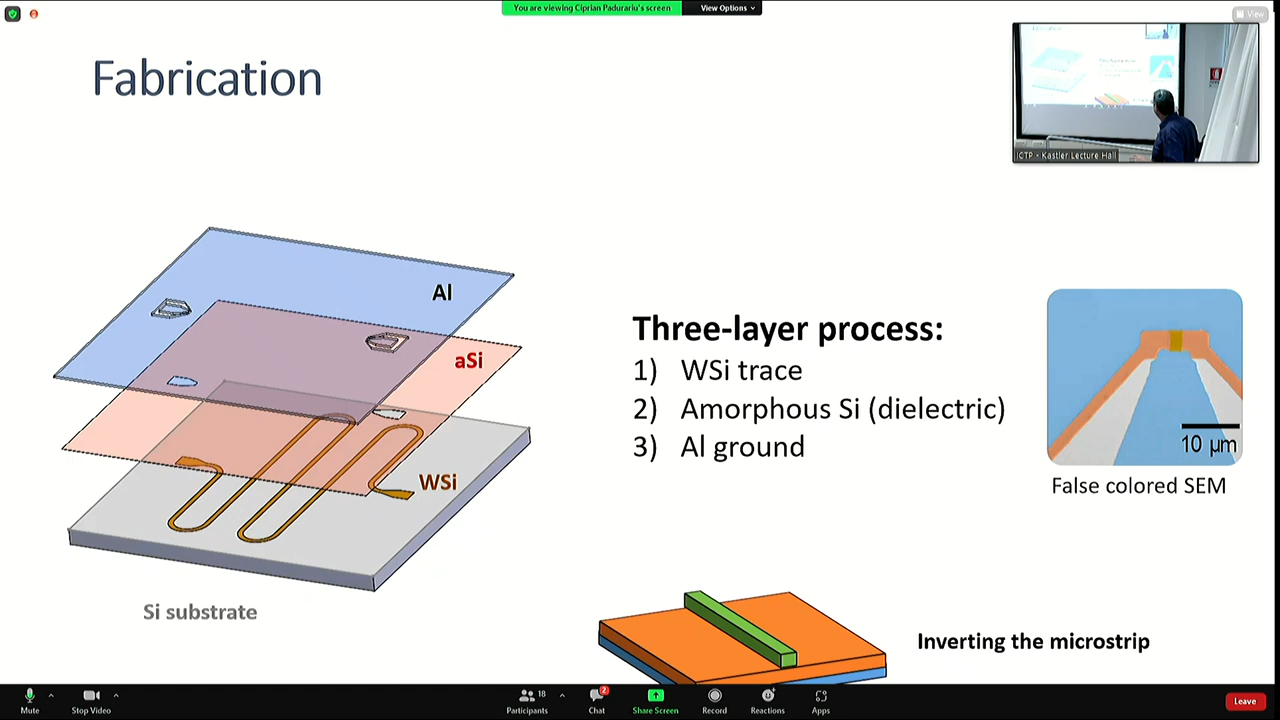 You are viewing Ciprian Padurariu's screen
View Options
View
Fabrication
ICTP - Kastler Lecture Hall
Al
aSi
WSi
Si substrate
Three-layer process:
1) WSi trace
2) Amorphous Si (dielectric)
3) Al ground
10 µm
False colored SEM
Inverting the microstrip
Mute
Stop Video
18
Participants
2
Chat
Share Screen
Record
Reactions
Apps
Leave